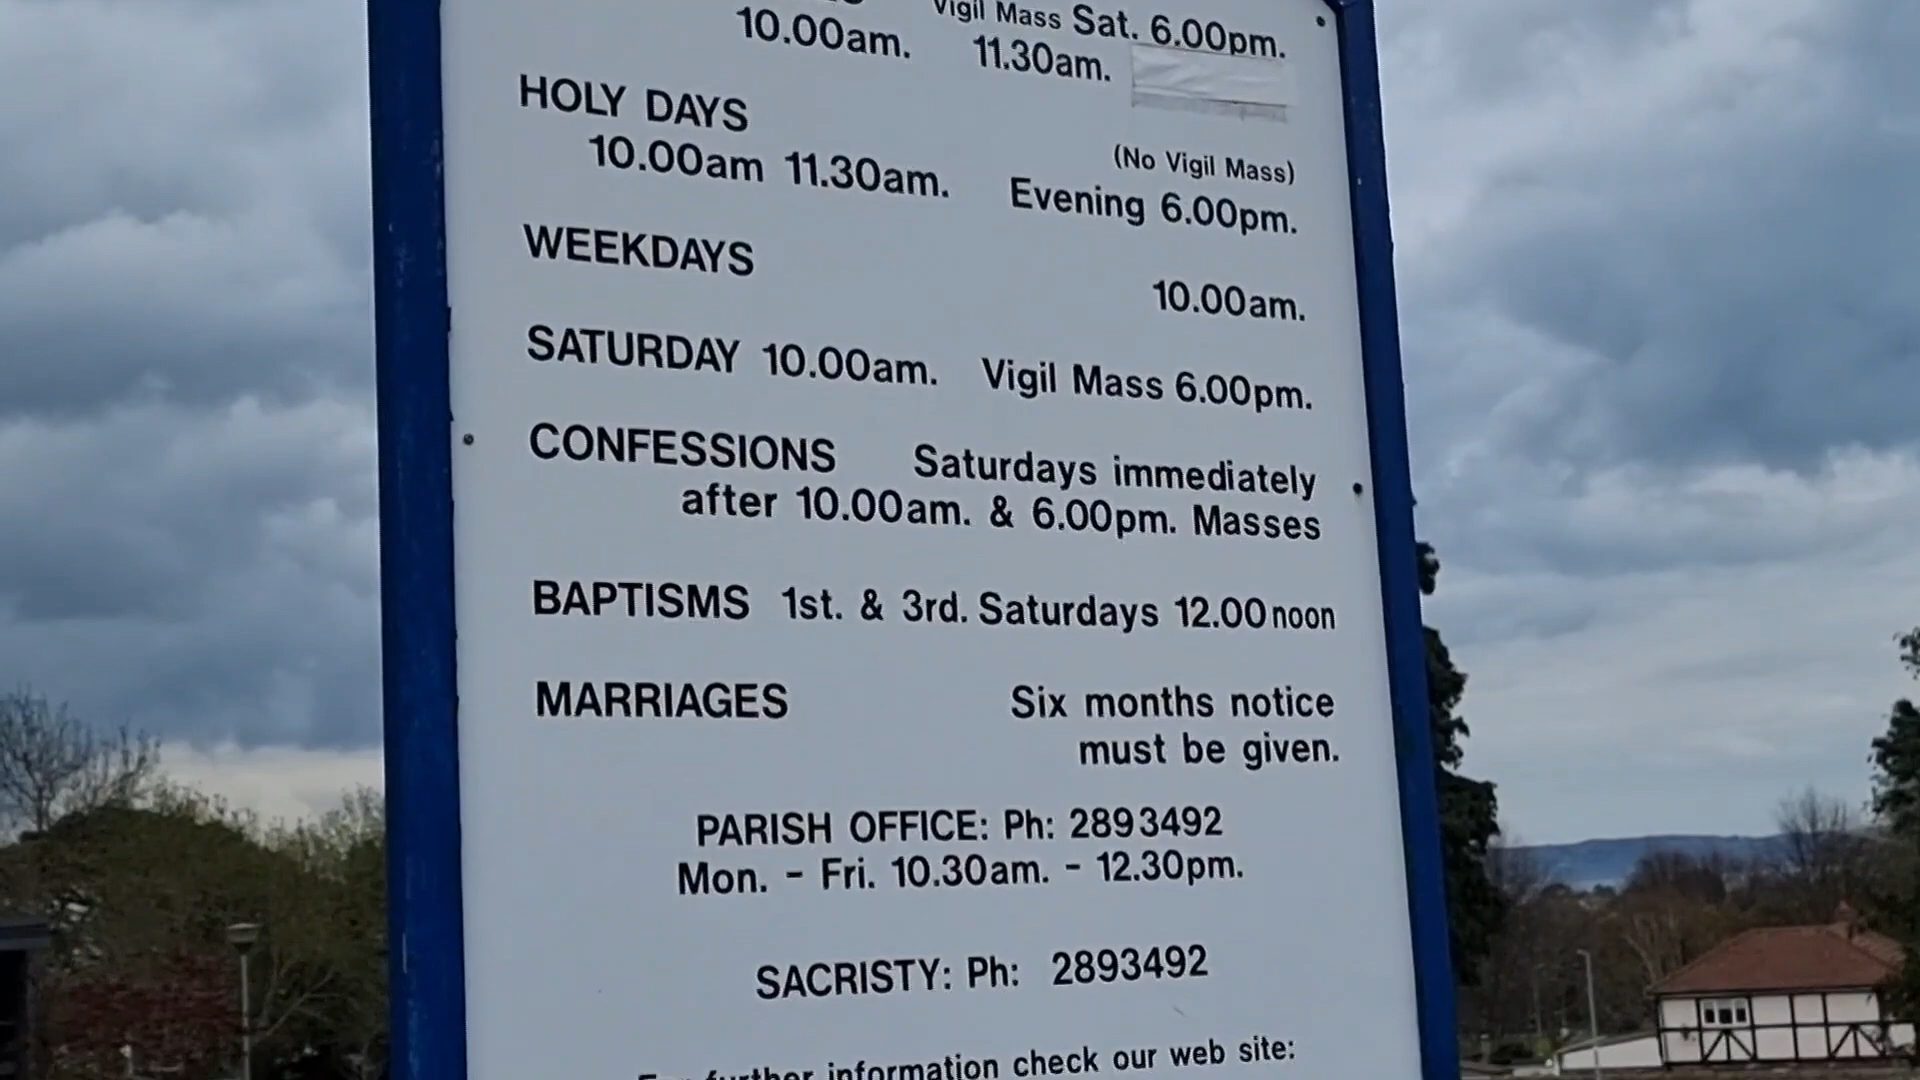 Vigil Mass Sat. 6.00pm.
10.00am. 11.30am.
HOLY DAYS
(No Vigil Mass)
10.00am 11.30am. Evening 6.00pm.
WEEKDAYS
10.00am.
SATURDAY 10.00am. Vigil Mass 6.00pm.
CONFESSIONS Saturdays immediately
after 10.00am. & 6.00pm. Masses
BAPTISMS 1st. & 3rd. Saturdays 12.00 noon
MARRIAGES Six months notice
must be given.
PARISH OFFICE: Ph: 2893492
Mon. - Fri. 10.30am. - 12.30pm.
SACRISTY: Ph: 2893492
For further information check our web site: